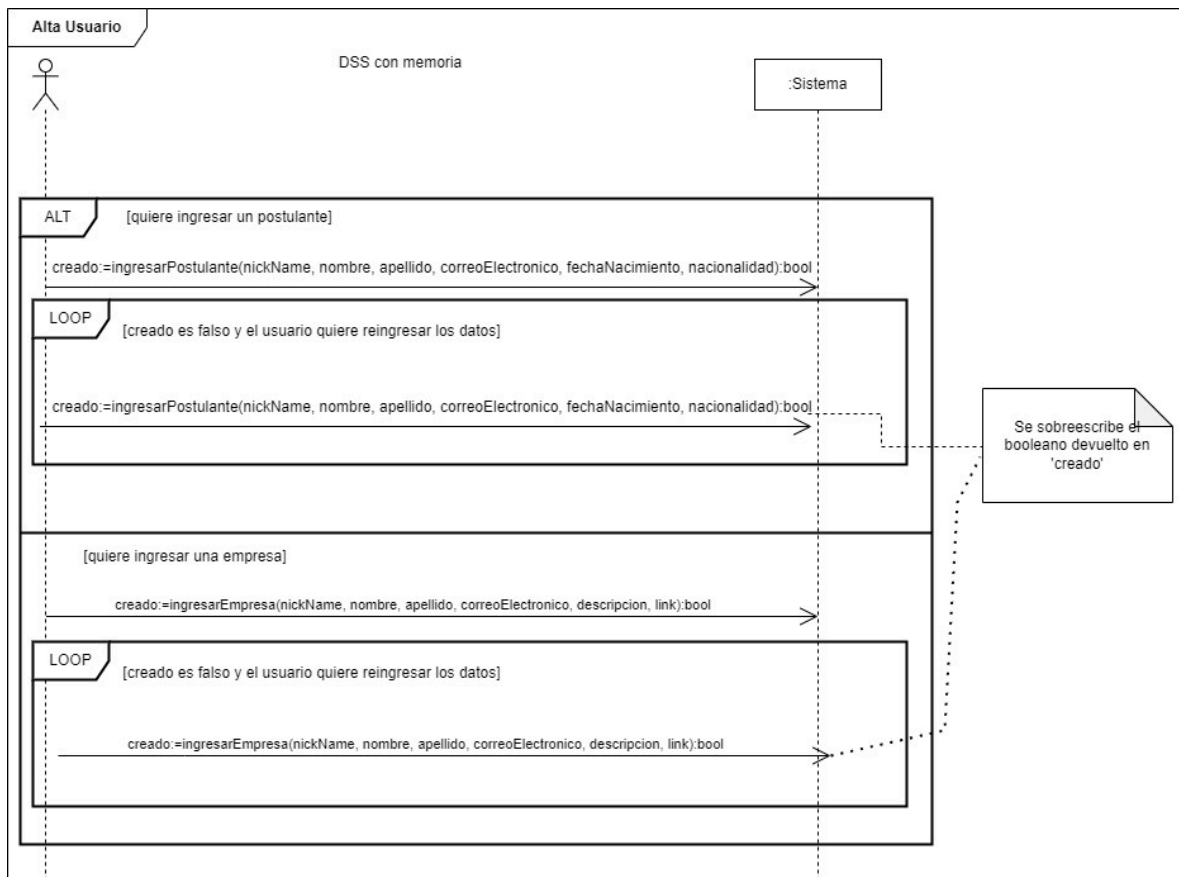 Alta Usuario
DSS con memoria
:Sistema
ALT
[quiere ingresar un postulante]
creado:=ingresarPostulante(nickName, nombre, apellido, correoElectronico, fechaNacimiento, nacionalidad):bool
LOOP
[creado es falso y el usuario quiere reingresar los datos]
creado:=ingresarPostulante(nickName, nombre, apellido, correoElectronico, fechaNacimiento, nacionalidad):bool
Se sobreescribe el
booleano devuelto en
'creado'
[quiere ingresar una empresa]
creado:=ingresarEmpresa(nickName, nombre, apellido, correoElectronico, descripcion, link):bool
LOOP
[creado es falso y el usuario quiere reingresar los datos]
creado:=ingresarEmpresa(nickName, nombre, apellido, correoElectronico, descripcion, link):bool